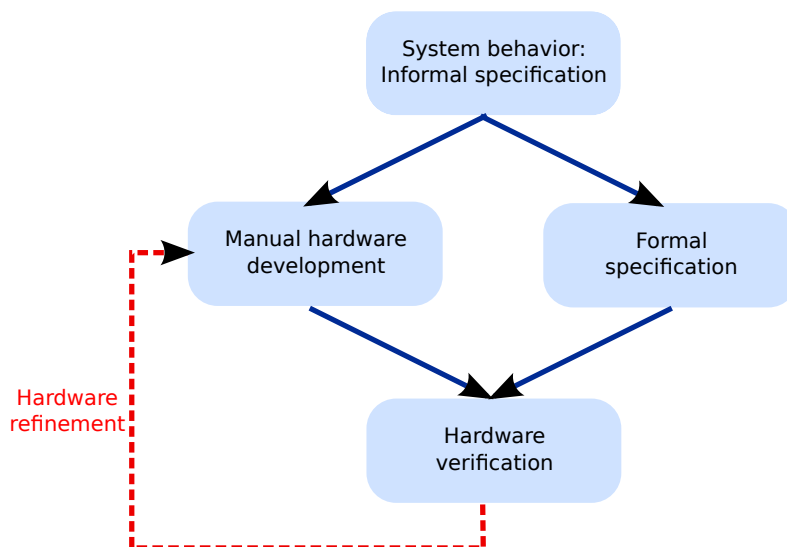 System behavior:
Informal specification
Manual hardware
development
Formal
specification
Hardware
refinement
Hardware
verification